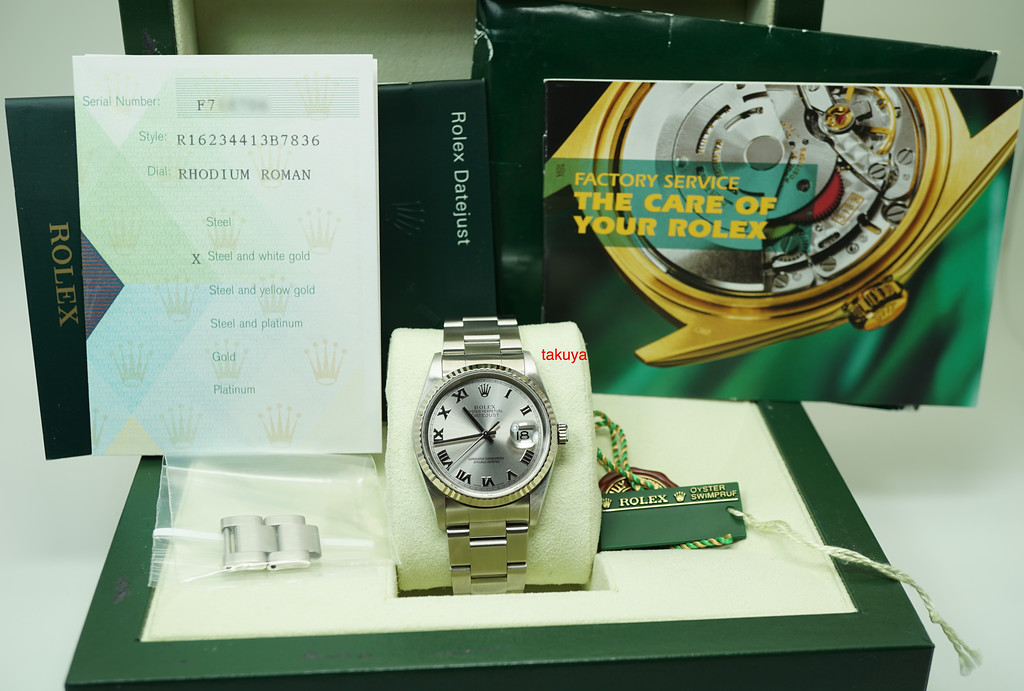 Serial Number:
F7
Style: R16234413B7836
Dial: RHODIUM ROMAN
Steel
X Steel and white gold
Steel and yellow gold
Steel and platinum
Gold
Platinum
ROLEX
Rolex Datejust
FACTORY SERVICE
THE CARE OF
YOUR ROLEX
takuya
ROLEX
DATEJUST
18
ROLEX
OYSTER
SWIMPRUF